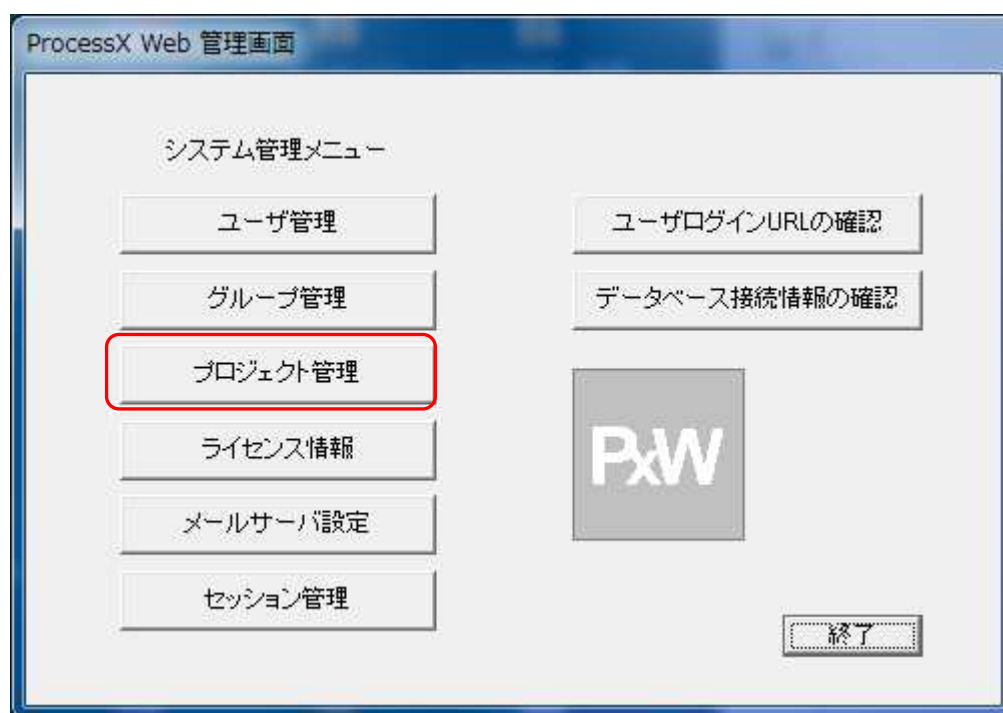 ProcessX Web 管理画面
システム管理メニュー
ユーザ管理
グループ管理
プロジェクト管理
ライセンス情報
メールサーバ設定
セッション管理
ユーザログインURLの確認
データベース接続情報の確認
PxW
終了